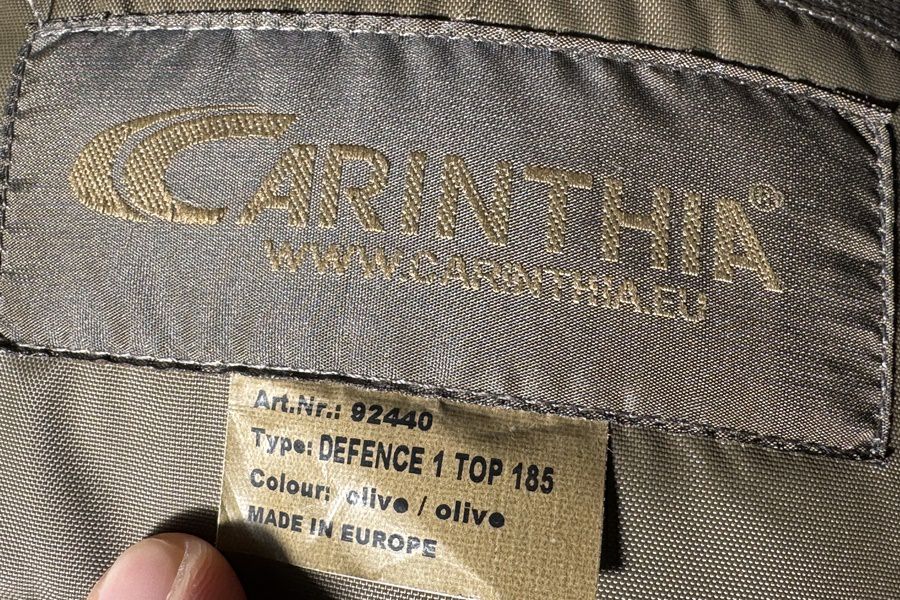 CARINTHIA®
WWW.CARINTHIA.EU
Art.Nr.: 92440
Type: DEFENCE 1 TOP 185
Colour: olive / olive
MADE IN EUROPE